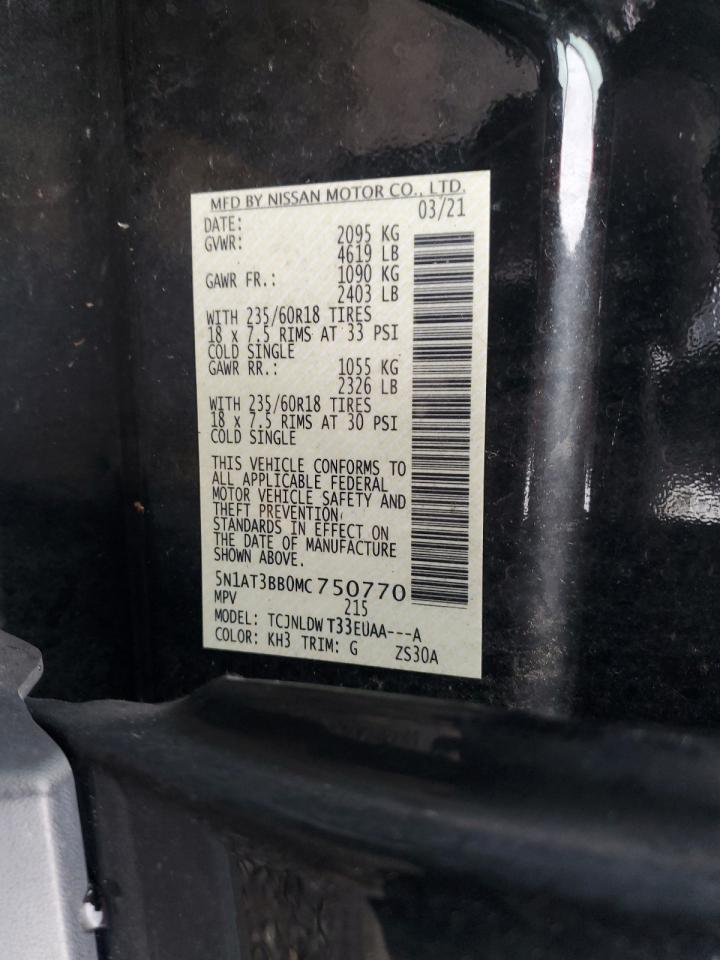 MFD BY NISSAN MOTOR CO., LTD.
DATE: 03/21
GVWR: 2095 KG
4619 LB
GAWR FR.: 1090 KG
2403 LB
WITH 235/60R18 TIRES
18 x 7.5 RIMS AT 33 PSI
COLD SINGLE
GAWR RR.: 1055 KG
2326 LB
WITH 235/60R18 TIRES
18 x 7.5 RIMS AT 30 PSI
COLD SINGLE
THIS VEHICLE CONFORMS TO
ALL APPLICABLE FEDERAL
MOTOR VEHICLE SAFETY AND
THEFT PREVENTION
STANDARDS IN EFFECT ON
THE DATE OF MANUFACTURE
SHOWN ABOVE.
5N1AT3BB0MC750770
MPV 215
MODEL: TCJNLDW T33EUAA---A
COLOR: KH3 TRIM: G ZS30A